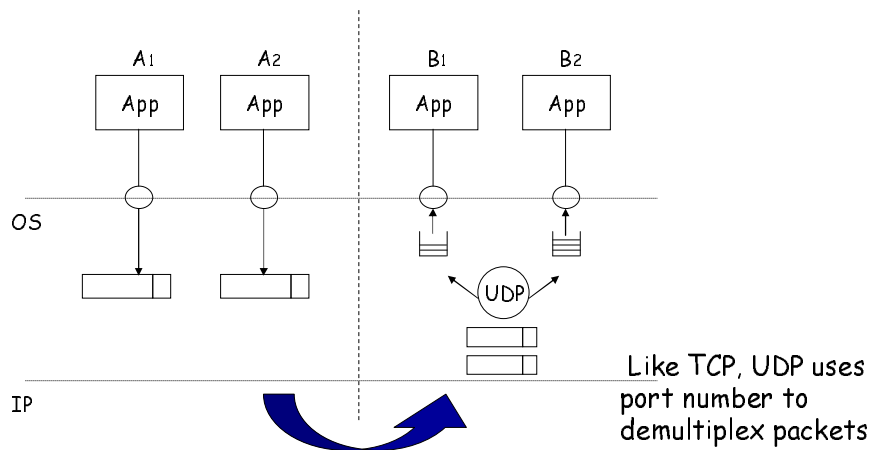 A1
A2
B1
B2
App
App
App
App
OS
UDP
Like TCP, UDP uses
port number to
demultiplex packets
IP